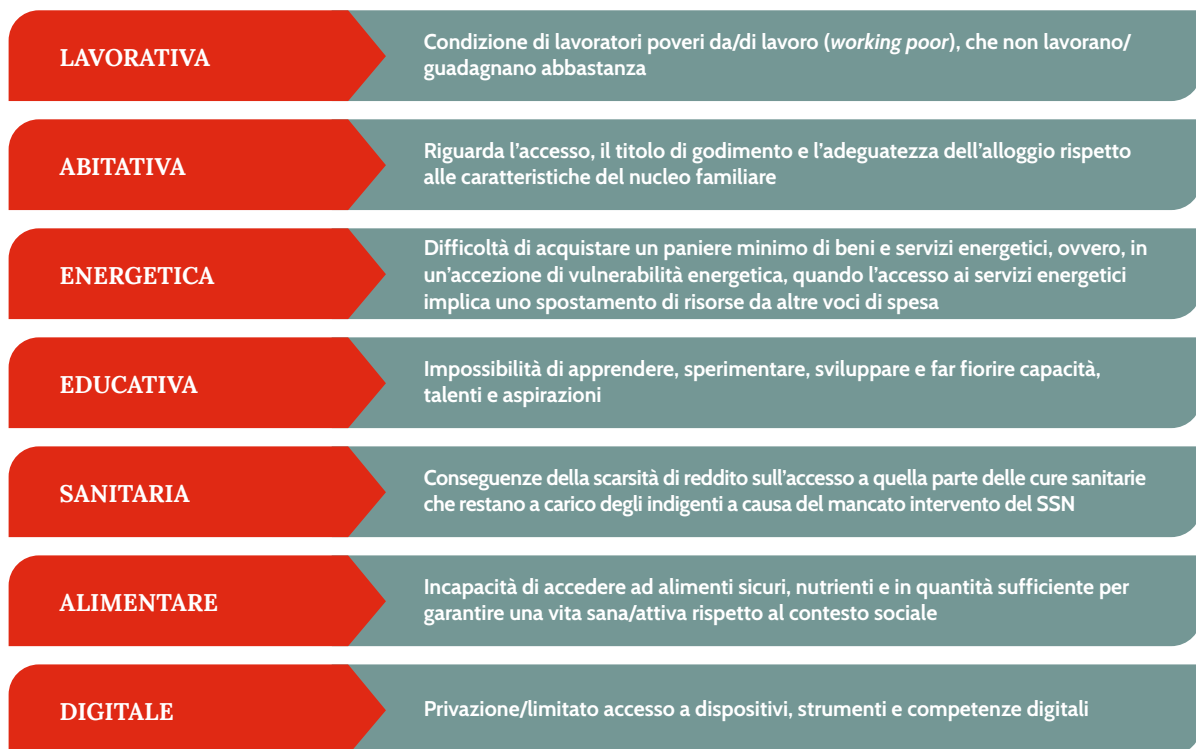 LAVORATIVA
Condizione di lavoratori poveri da/di lavoro (working poor), che non lavorano/
guadagnano abbastanza
ABITATIVA
Riguarda l’accesso, il titolo di godimento e l’adeguatezza dell’alloggio rispetto
alle caratteristiche del nucleo familiare
ENERGETICA
Difficoltà di acquistare un paniere minimo di beni e servizi energetici, ovvero, in
un’accezione di vulnerabilità energetica, quando l’accesso ai servizi energetici
implica uno spostamento di risorse da altre voci di spesa
EDUCATIVA
Impossibilità di apprendere, sperimentare, sviluppare e far fiorire capacità,
talenti e aspirazioni
SANITARIA
Conseguenze della scarsità di reddito sull’accesso a quella parte delle cure sanitarie
che restano a carico degli indigenti a causa del mancato intervento del SSN
ALIMENTARE
Incapacità di accedere ad alimenti sicuri, nutrienti e in quantità sufficiente per
garantire una vita sana/attiva rispetto al contesto sociale
DIGITALE
Privazione/limitato accesso a dispositivi, strumenti e competenze digitali